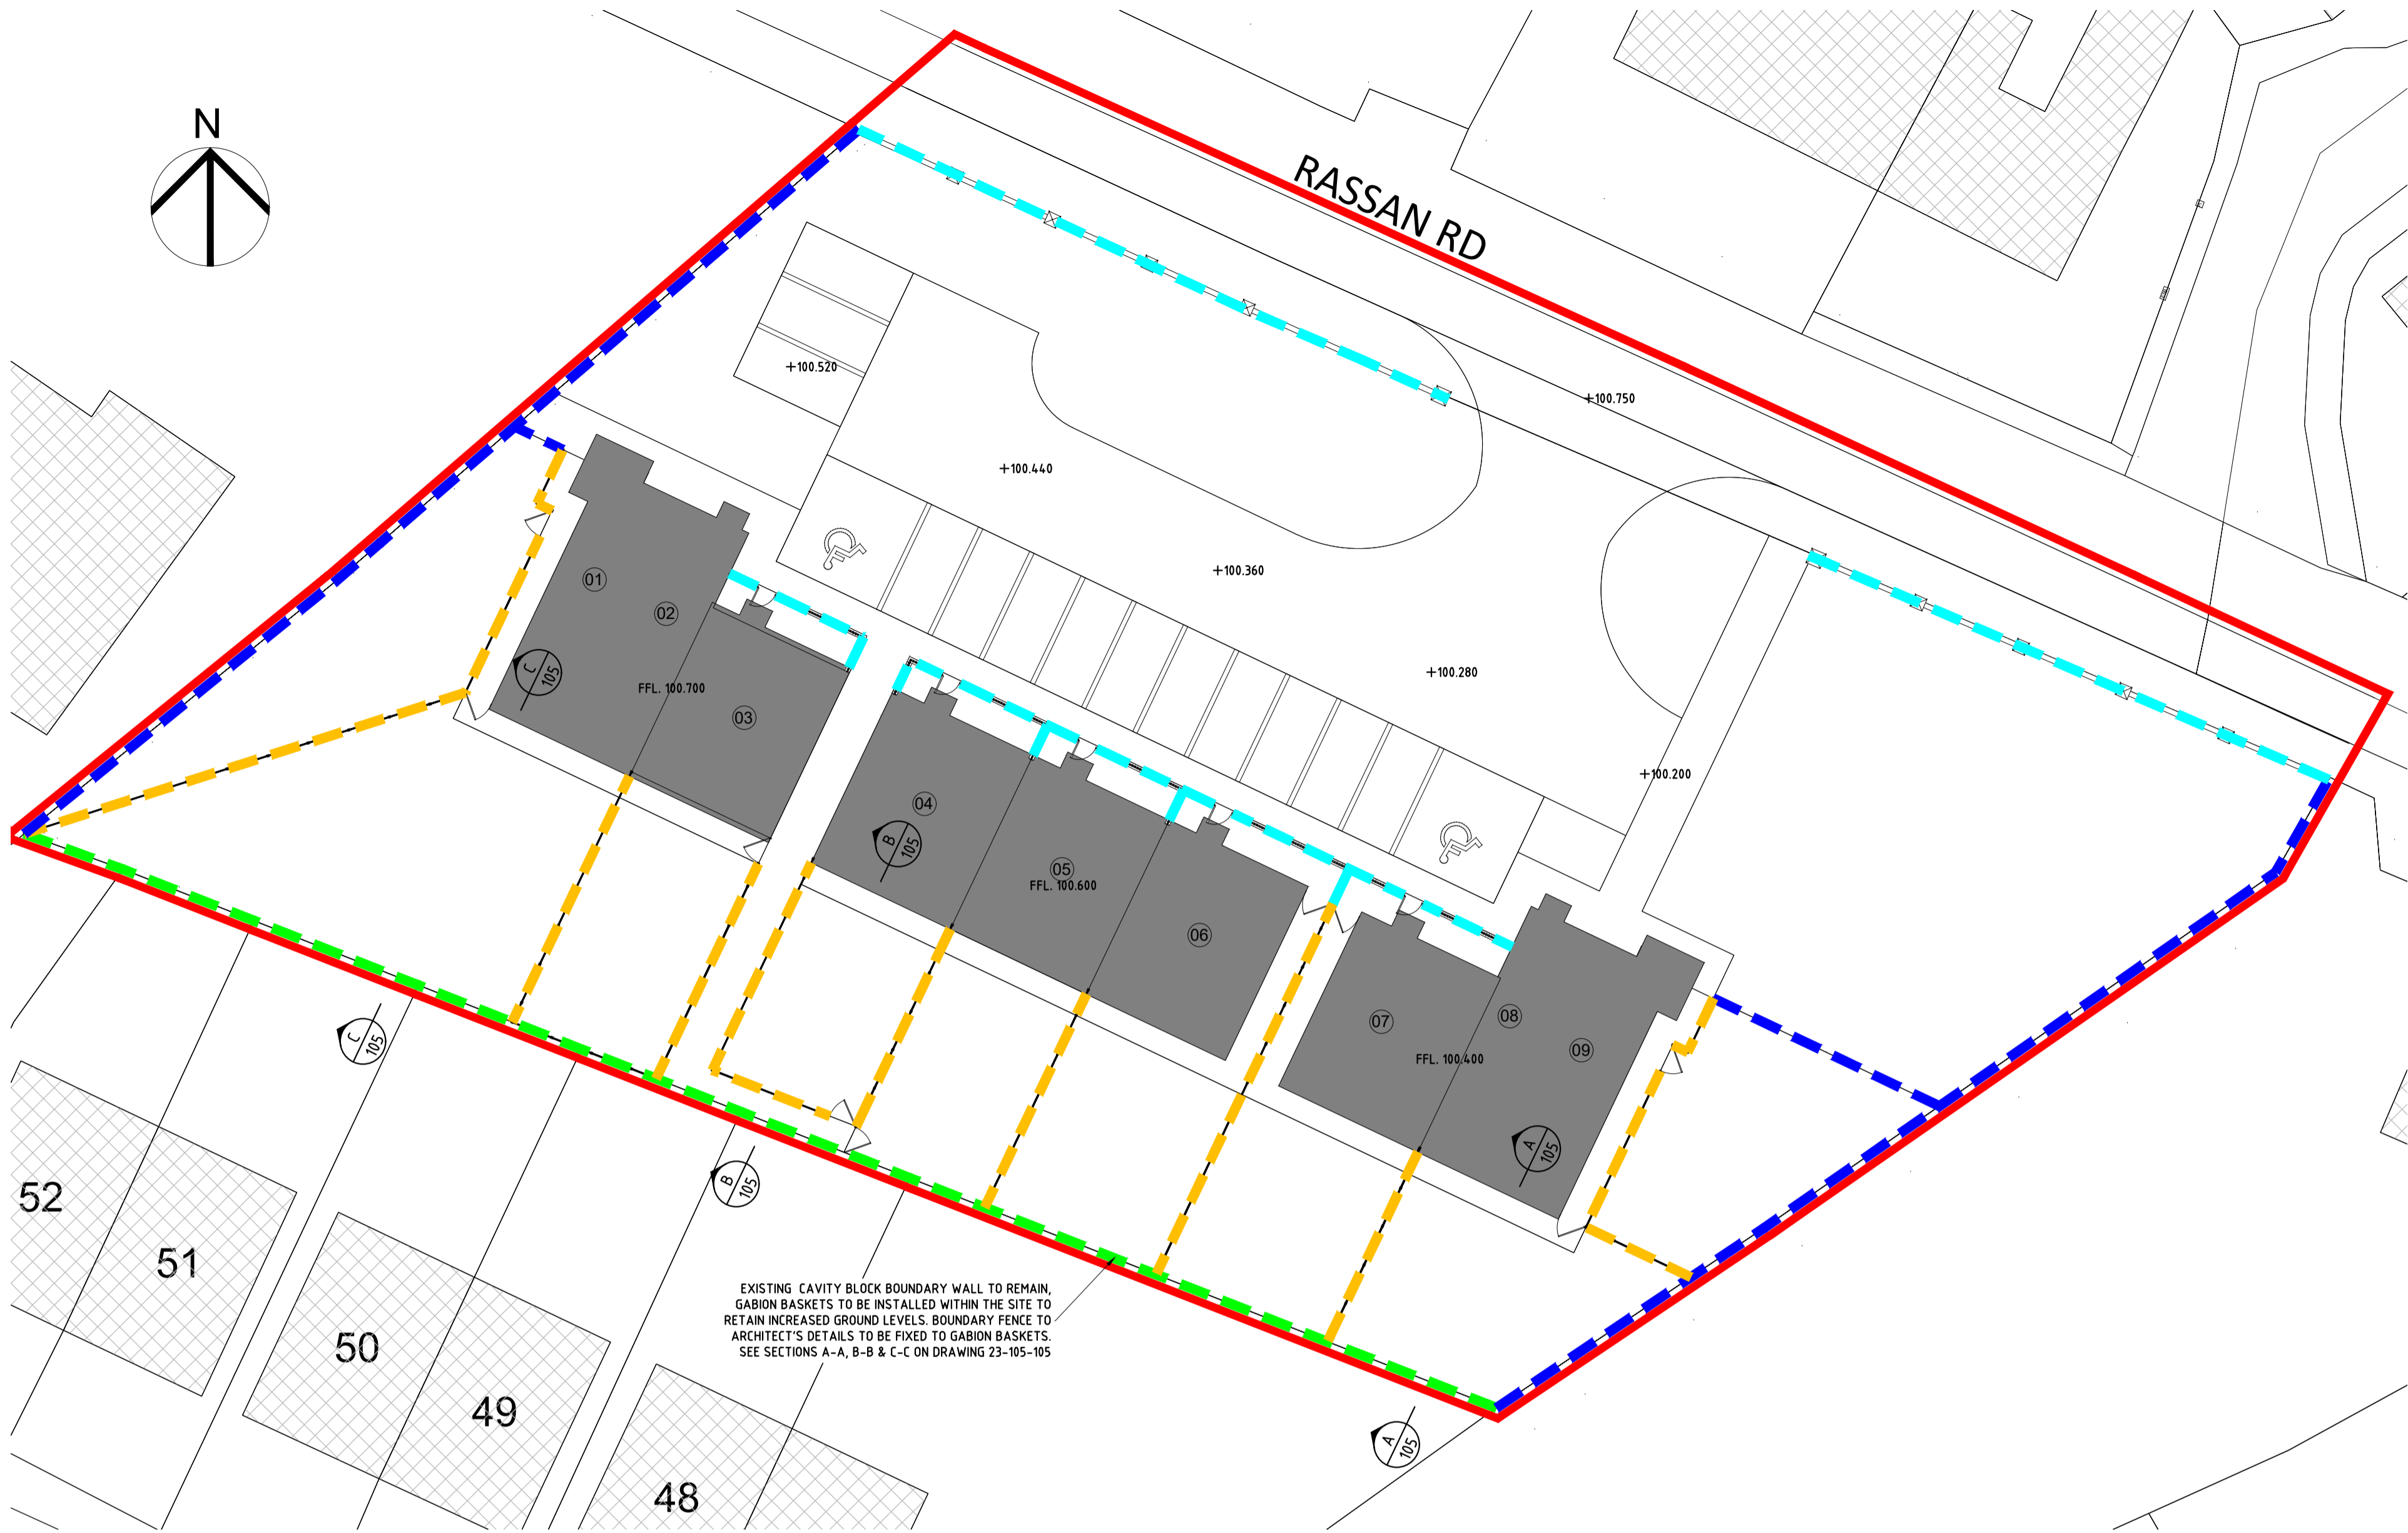 N
RASSAN RD
+100.520
+100.750
+100.440
+100.360
01
02
C
105
FFL. 100.700
03
+100.280
+100.200
04
B
105
05
FFL. 100.600
06
07
08
FFL. 100.400
09
A
105
C
105
B
105
52
51
50
49
48
EXISTING CAVITY BLOCK BOUNDARY WALL TO REMAIN,
GABION BASKETS TO BE INSTALLED WITHIN THE SITE TO
RETAIN INCREASED GROUND LEVELS. BOUNDARY FENCE TO
ARCHITECT'S DETAILS TO BE FIXED TO GABION BASKETS.
SEE SECTIONS A-A, B-B & C-C ON DRAWING 23-105-105
A
105